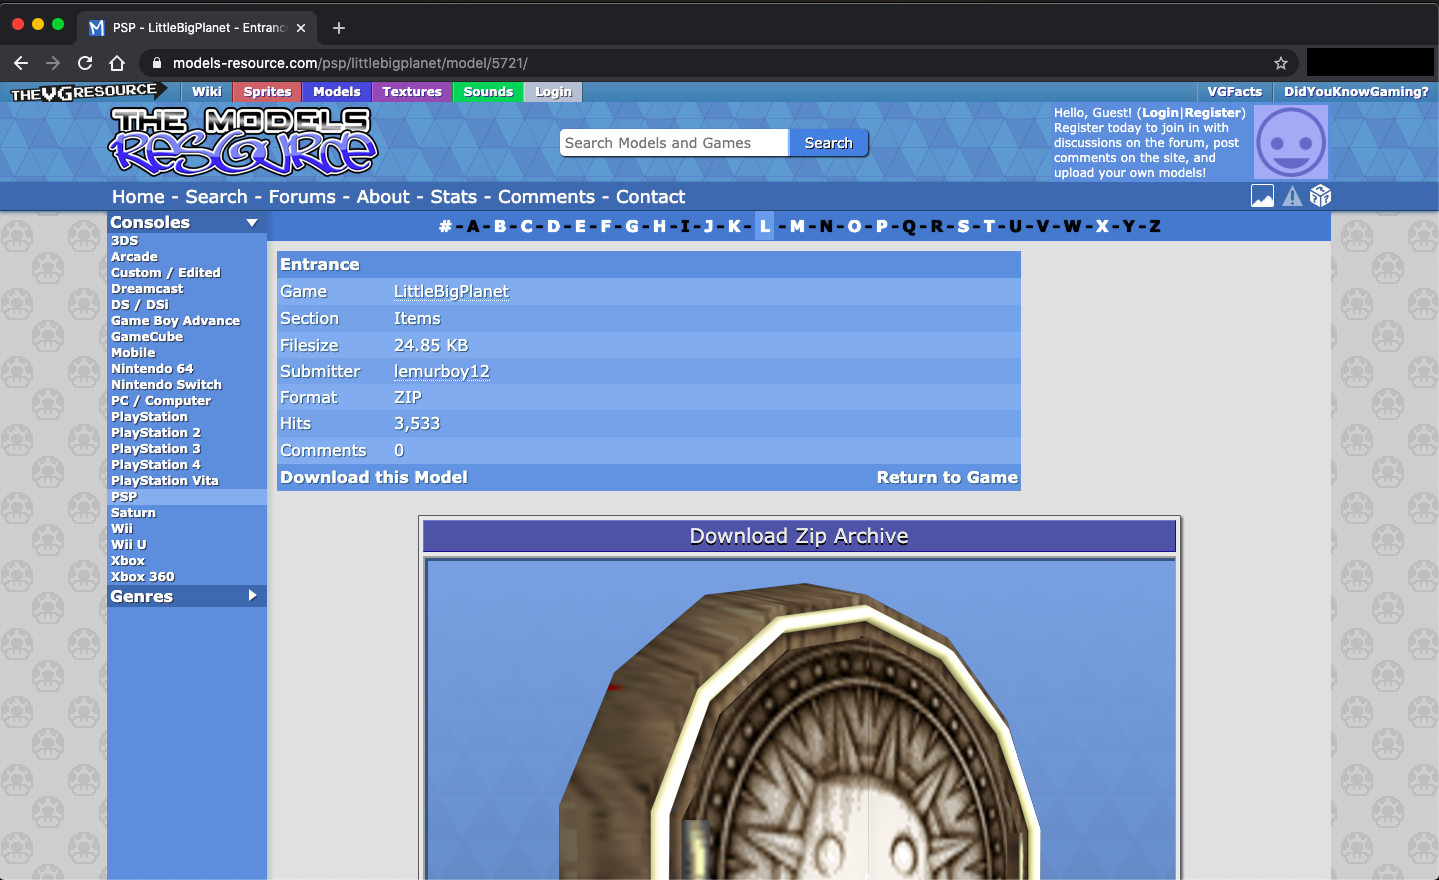 PSP - LittleBigPlanet - Entranc
models-resource.com/psp/littlebigplanet/model/5721/
THE VG RESOURCE
Wiki Sprites Models Textures Sounds Login
VGFacts DidYouKnowGaming?
THE MODELS
RESOURCE
Search Models and Games
Search
Hello, Guest! (Login|Register)
Register today to join in with
discussions on the forum, post
comments on the site, and
upload your own models!
Home - Search - Forums - About - Stats - Comments - Contact
Consoles
3DS
Arcade
Custom / Edited
Dreamcast
DS / DSi
Game Boy Advance
GameCube
Mobile
Nintendo 64
Nintendo Switch
PC / Computer
PlayStation
PlayStation 2
PlayStation 3
PlayStation 4
PlayStation Vita
PSP
Saturn
Wii
Wii U
Xbox
Xbox 360
Genres
# - A - B - C - D - E - F - G - H - I - J - K - L - M - N - O - P - Q - R - S - T - U - V - W - X - Y - Z
Entrance
Game LittleBigPlanet
Section Items
Filesize 24.85 KB
Submitter lemurboy12
Format ZIP
Hits 3,533
Comments 0
Download this Model Return to Game
Download Zip Archive